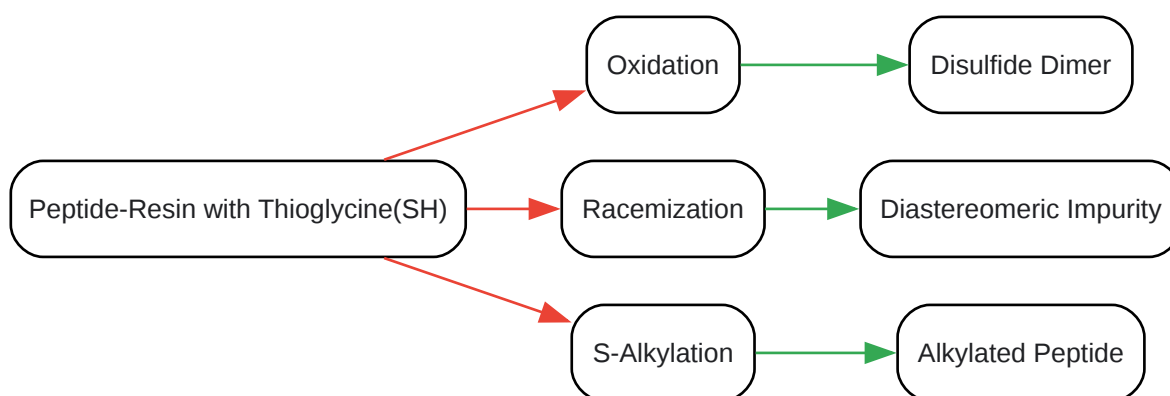 Oxidation
Disulfide Dimer
Peptide-Resin with Thioglycine(SH)
Racemization
Diastereomeric Impurity
S-Alkylation
Alkylated Peptide